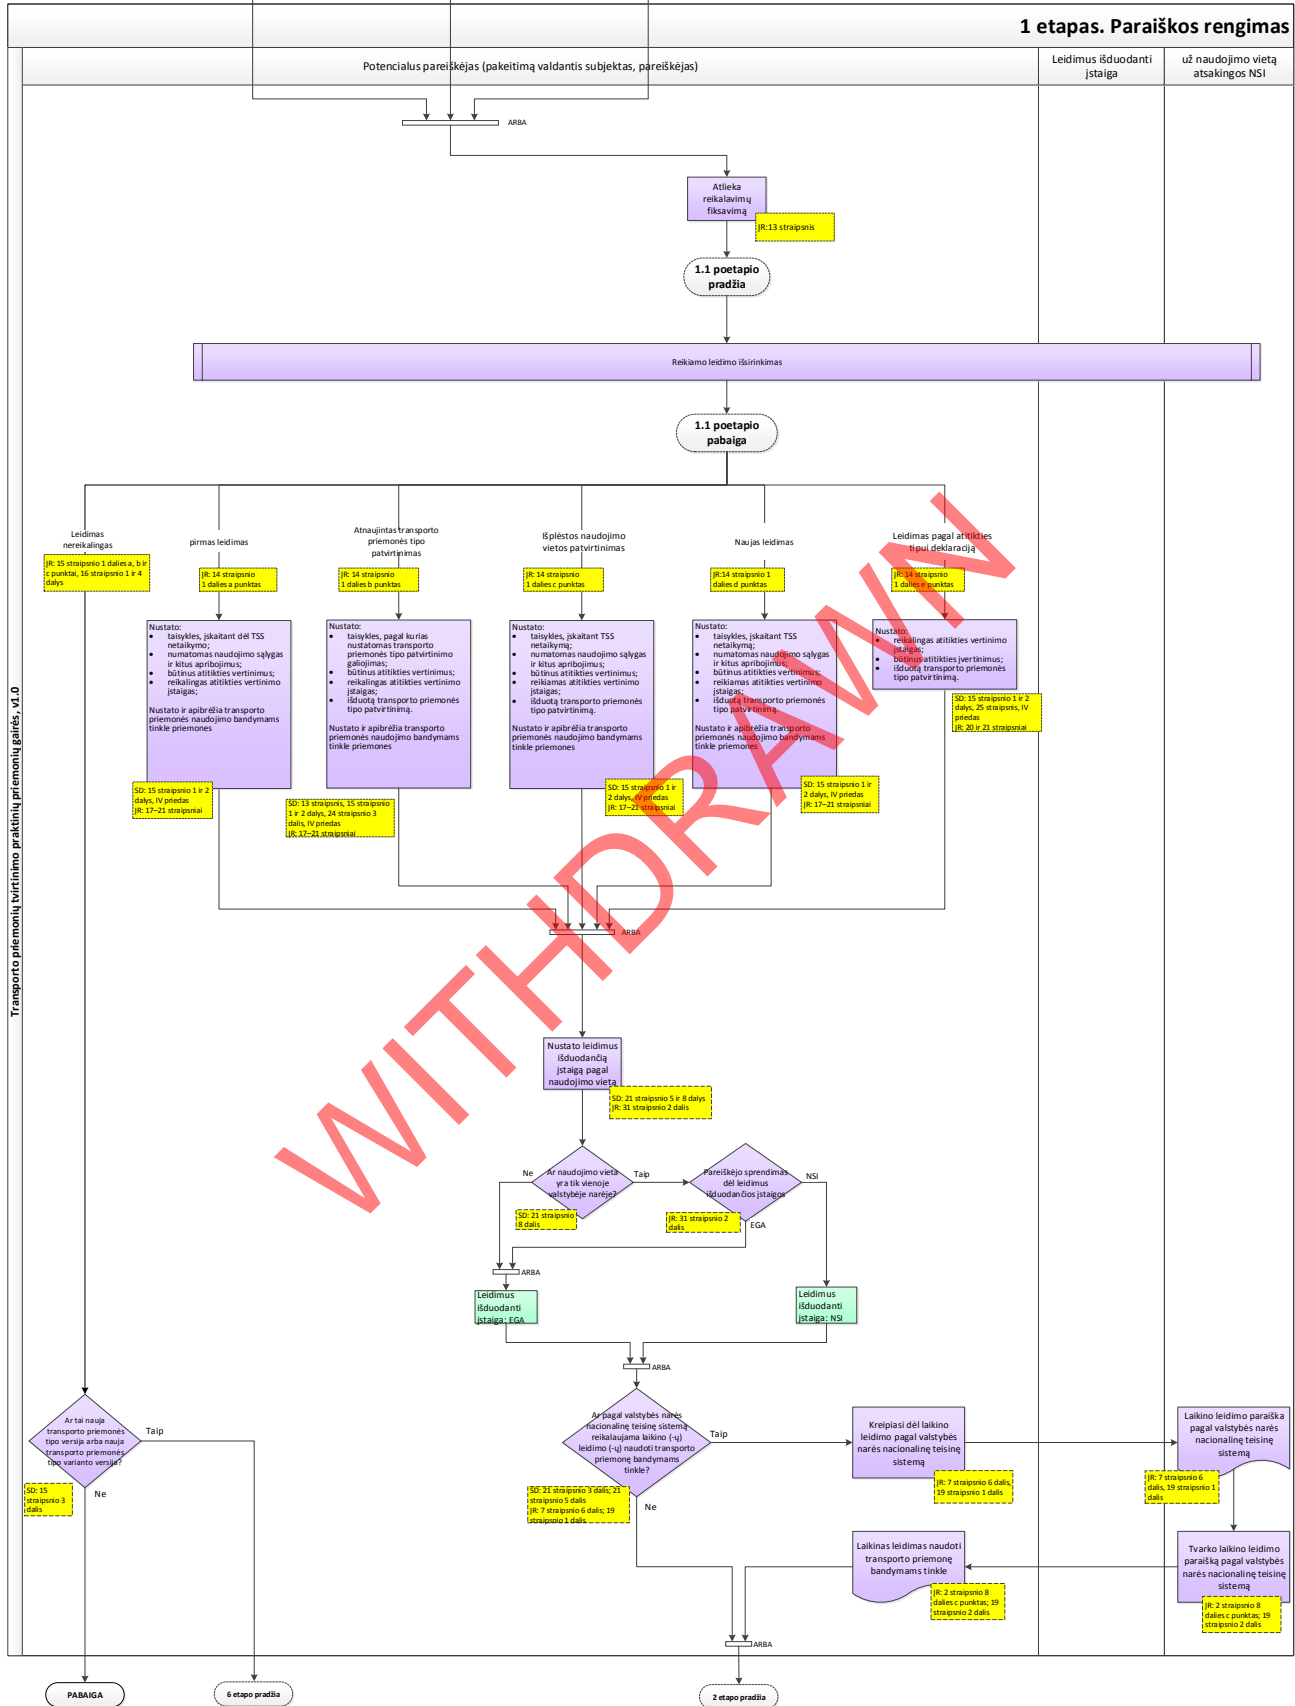 1 etapas. Paraiškos rengimas
Potencialus pareiškėjas (pakeitimą valdantis subjektas, pareiškėjas)
Leidimus išduodanti
įstaiga
už naudojimo vietą
atsakingos NSI
Transporto priemonių tvirtinimo praktinių priemonių gairės, v1.0
ARBA
Atlieka
reikalavimų
fiksavimą
JR:13 straipsnis
1.1 poetapio
pradžia
Reikiamo leidimo išsirinkimas
1.1 poetapio
pabaiga
Leidimas
nereikalingas
JR: 15 straipsnio 1 dalies a, b ir
c punktai, 16 straipsnio 1 ir 4
dalys
pirmas leidimas
JR: 14 straipsnio
1 dalies a punktas
Atnaujintas transporto
priemonės tipo
patvirtinimas
JR: 14 straipsnio
1 dalies b punktas
Išplėstos naudojimo
vietos patvirtinimas
JR: 14 straipsnio
1 dalies c punktas
Naujas leidimas
JR:14 straipsnio 1
dalies d punktas
Leidimas pagal atitikties
tipui deklaraciją
JR: 14 straipsnio
1 dalies e punktas
Nustato:
• taisykles, įskaitant dėl TSS
netaikymo;
• numatomas naudojimo sąlygas
ir kitus apribojimus;
• būtinus atitikties vertinimus;
• reikalingas atitikties vertinimo
įstaigas;
Nustato ir apibrėžia transporto
priemonės naudojimo bandymams
tinkle priemones
SD: 15 straipsnio 1 ir 2
dalys, IV priedas
JR: 17–21 straipsniai
Nustato:
• taisykles, pagal kurias
nustatomas transporto
priemonės tipo patvirtinimo
galiojimas;
• būtinus atitikties vertinimus;
• reikalingas atitikties vertinimo
įstaigas;
• išduotą transporto priemonės
tipo patvirtinimą.
Nustato ir apibrėžia transporto
priemonės naudojimo bandymams
tinkle priemones
SD: 13 straipsnis, 15 straipsnio
1 ir 2 dalys, 24 straipsnio 3
dalis, IV priedas
JR: 17–21 straipsniai
Nustato:
• taisykles, įskaitant TSS
netaikymą;
• numatomas naudojimo sąlygas
ir kitus apribojimus;
• būtinus atitikties vertinimus;
• reikiamas atitikties vertinimo
įstaigas;
• išduotą transporto priemonės
tipo patvirtinimą.
Nustato ir apibrėžia transporto
priemonės naudojimo bandymams
tinkle priemones
SD: 15 straipsnio 1 ir
2 dalys, IV priedas
JR: 17–21 straipsniai
Nustato:
• taisykles, įskaitant TSS
netaikymą;
• numatomas naudojimo sąlygas
ir kitus apribojimus;
• būtinus atitikties vertinimus;
• reikiamas atitikties vertinimo
įstaigas;
• išduotą transporto priemonės
tipo patvirtinimą.
Nustato ir apibrėžia transporto
priemonės naudojimo bandymams
tinkle priemones
SD: 15 straipsnio 1 ir
2 dalys, IV priedas
JR: 17–21 straipsniai
Nustato:
• reikalingas atitikties vertinimo
įstaigas;
• būtinus atitikties įvertinimus;
• išduotą transporto priemonės
tipo patvirtinimą.
SD: 15 straipsnio 1 ir 2
dalys, 25 straipsnis, IV
priedas
JR: 20 ir 21 straipsniai
ARBA
Nustato leidimus
išduodančią
įstaigą pagal
naudojimo vietą
SD: 21 straipsnio 5 ir 8 dalys
JR: 31 straipsnio 2 dalis
Ne
Ar naudojimo vieta
yra tik vienoje
valstybėje narėje?
Taip
SD: 21 straipsnio
8 dalis
Pareiškėjo sprendimas
dėl leidimus
išduodančios įstaigos
NSI
JR: 31 straipsnio 2
dalis
EGA
ARBA
Leidimus
išduodanti
įstaiga: EGA
Leidimus
išduodanti
įstaiga: NSI
ARBA
Ar tai nauja
transporto priemonės
tipo versija arba nauja
transporto priemonės
tipo varianto versija?
Taip
SD: 15
straipsnio 3
dalis
Ne
Ar pagal valstybės narės
nacionalinę teisinę sistemą
reikalaujama laikino (-ų)
leidimo (-ų) naudoti transporto
priemonę bandymams
tinkle?
Taip
SD: 21 straipsnio 3 dalis; 21
straipsnio 5 dalis
JR: 7 straipsnio 6 dalis; 19
straipsnio 1 dalis
Ne
Kreipiasi dėl laikino
leidimo pagal valstybės
narės nacionalinę teisinę
sistemą
JR: 7 straipsnio 6 dalis,
19 straipsnio 1 dalis
Laikino leidimo paraiška
pagal valstybės narės
nacionalinę teisinę
sistemą
JR: 7 straipsnio 6
dalis, 19 straipsnio 1
dalis
Laikinas leidimas naudoti
transporto priemonę
bandymams tinkle
JR: 2 straipsnio 8
dalies c punktas; 19
straipsnio 2 dalis
Tvarko laikino leidimo
paraišką pagal valstybės
narės nacionalinę teisinę
sistemą
JR: 2 straipsnio 8
dalies c punktas; 19
straipsnio 2 dalis
ARBA
PABAIGA
6 etapo pradžia
2 etapo pradžia
WITHDRAWN